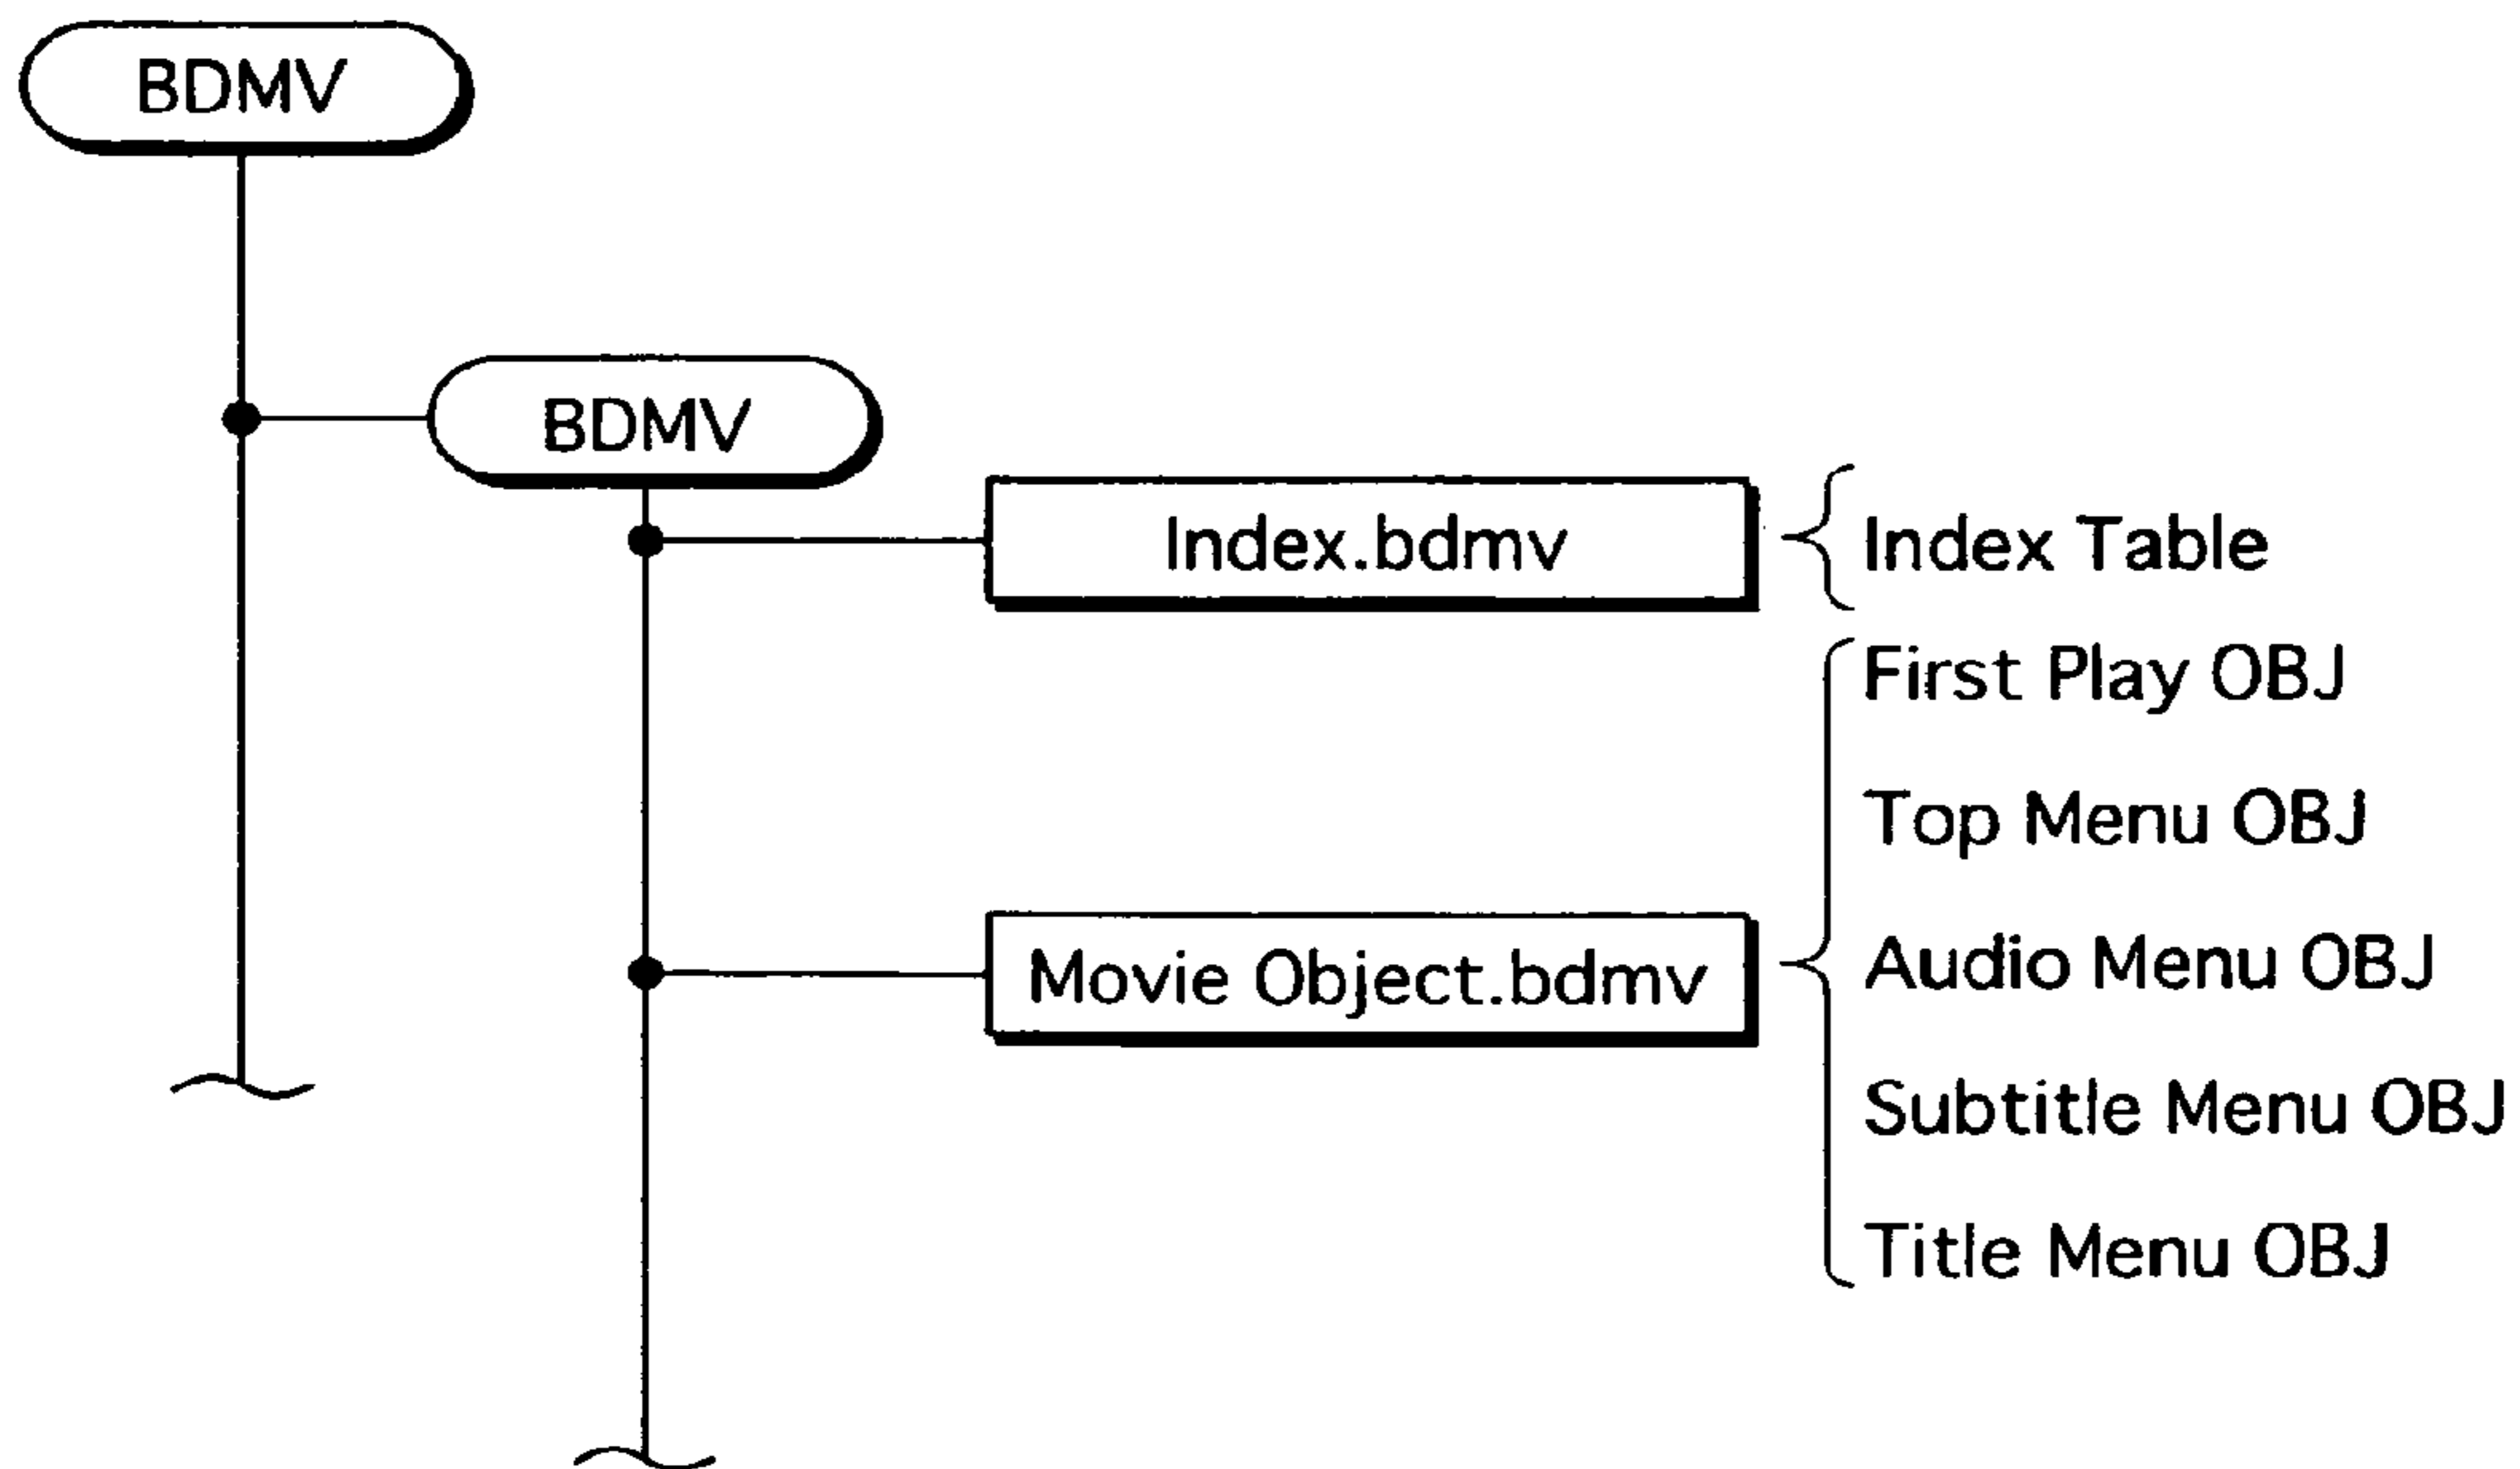 BDMV
BDMV
Index.bdmv
Index Table
First Play OBJ
Top Menu OBJ
Movie Object.bdmv
Audio Menu OBJ
Subtitle Menu OBJ
Title Menu OBJ